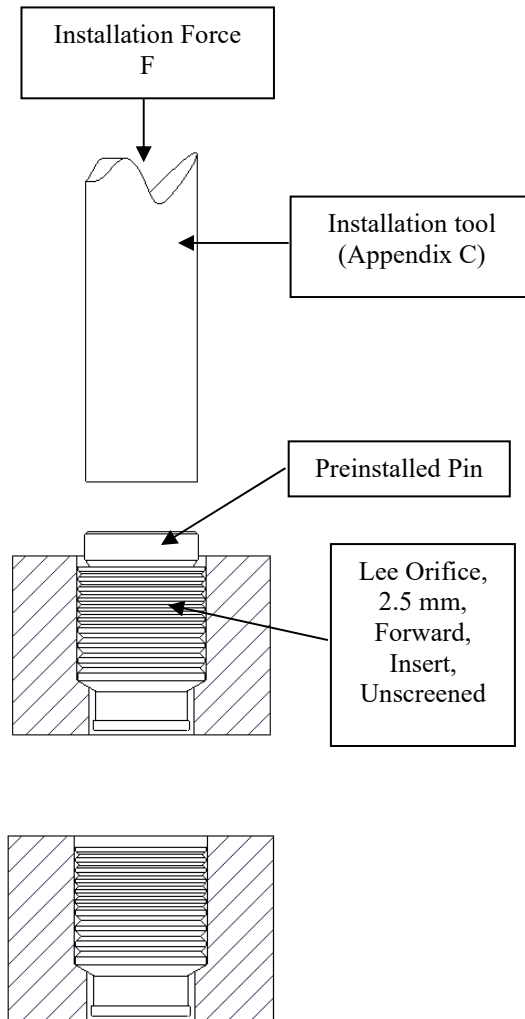 Installation Force
F
Installation tool
(Appendix C)
Preinstalled Pin
Lee Orifice,
2.5 mm,
Forward,
Insert,
Unscreened